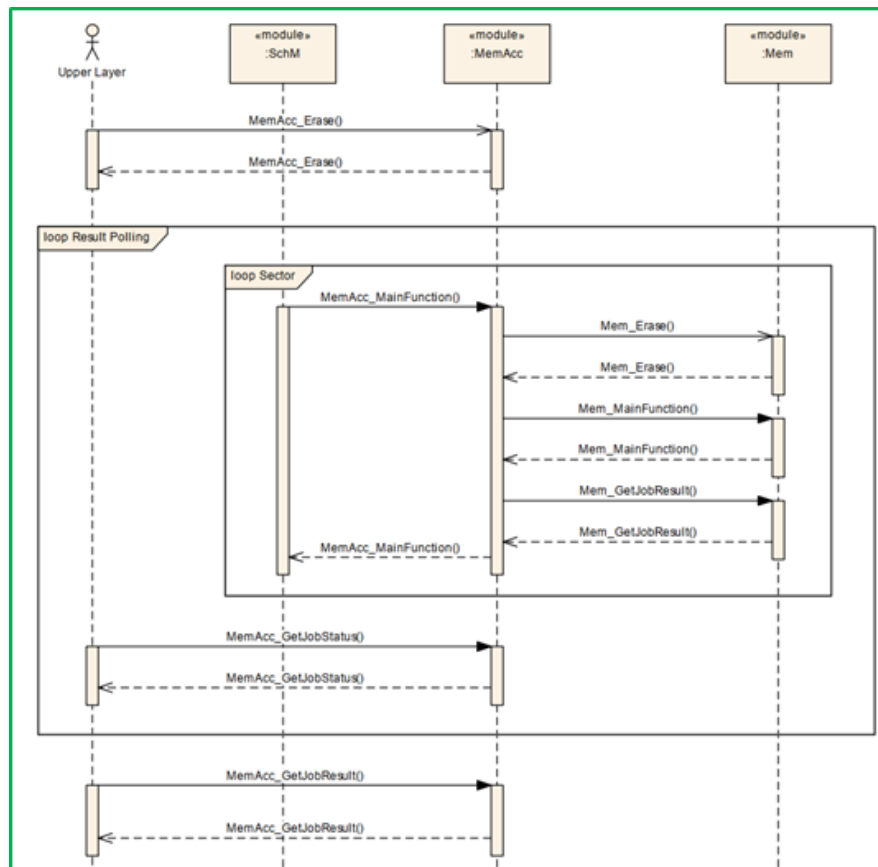 «module»
:SchM
«module»
:MemAcc
«module»
:Mem
Upper Layer
MemAcc_Erase()
MemAcc_Erase()
loop Result Polling
loop Sector
MemAcc_MainFunction()
Mem_Erase()
Mem_Erase()
Mem_MainFunction()
Mem_MainFunction()
Mem_GetJobResult()
Mem_GetJobResult()
MemAcc_MainFunction()
MemAcc_GetJobStatus()
MemAcc_GetJobStatus()
MemAcc_GetJobResult()
MemAcc_GetJobResult()